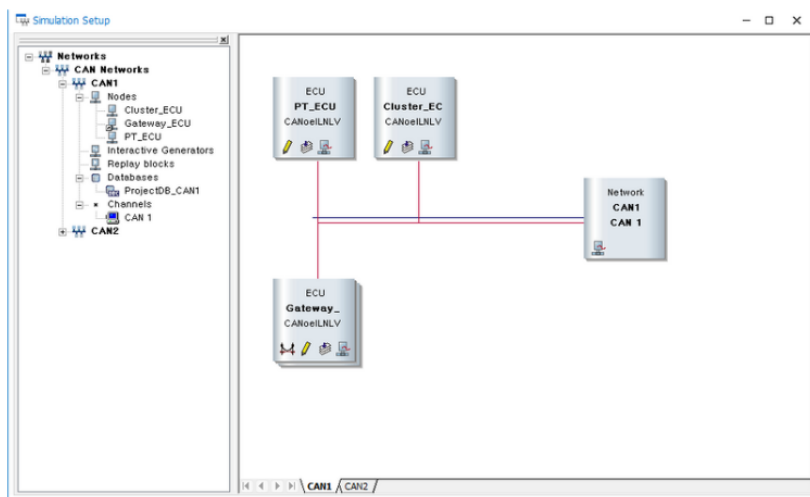 Simulation Setup
Networks
CAN Networks
CAN1
Nodes
Cluster_ECU
Gateway_ECU
PT_ECU
Interactive Generators
Replay blocks
Databases
ProjectDB_CAN1
Channels
CAN 1
CAN2
ECU
PT_ECU
CANoeILNLV
ECU
Cluster_EC
CANoeILNLV
Network
CAN1
CAN 1
ECU
Gateway_
CANoeILNLV
CAN1 CAN2